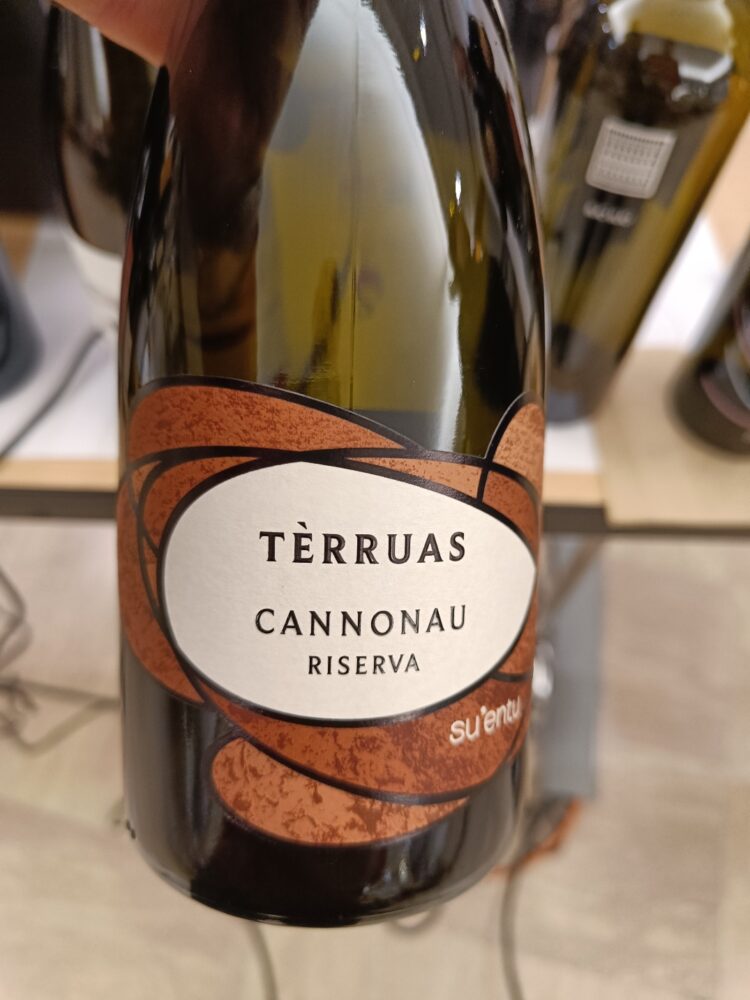 TÈRRUAS
CANNONAU
RISERVA
su'entu